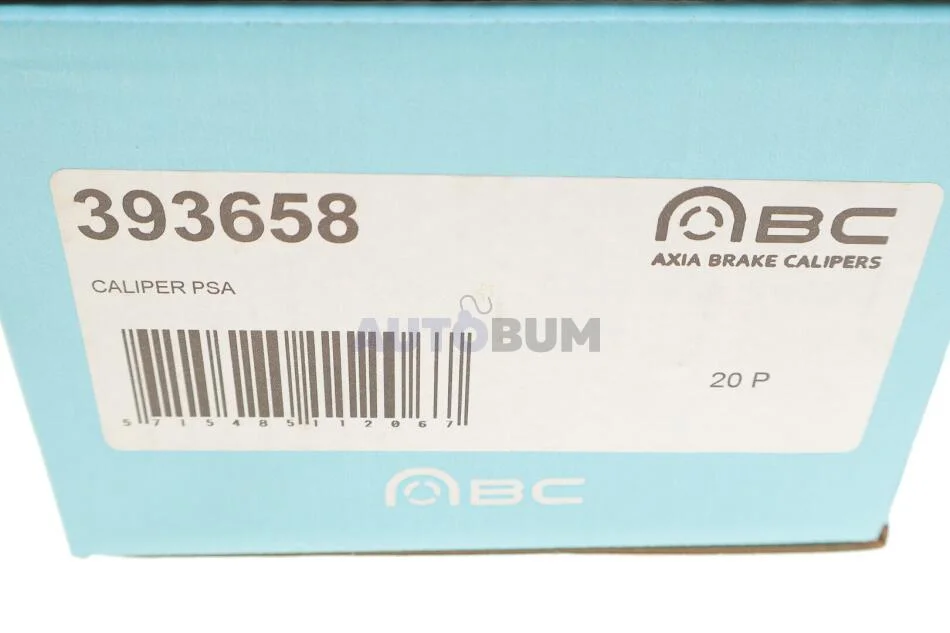 393658
ABC
AXIA BRAKE CALIPERS
CALIPER PSA
AUTOBUM
5715485112067
20 P
ABC